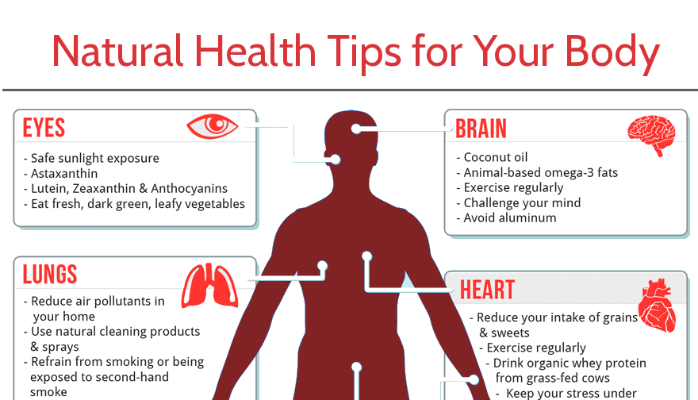 Natural Health Tips for Your Body
EYES
- Safe sunlight exposure
- Astaxanthin
- Lutein, Zeaxanthin & Anthocyanins
- Eat fresh, dark green, leafy vegetables
BRAIN
- Coconut oil
- Animal-based omega-3 fats
- Exercise regularly
- Challenge your mind
- Avoid aluminum
LUNGS
- Reduce air pollutants in
your home
- Use natural cleaning products
& sprays
- Refrain from smoking or being
exposed to second-hand
smoke
HEART
- Reduce your intake of grains
& sweets
- Exercise regularly
- Drink organic whey protein
from grass-fed cows
- Keep your stress under